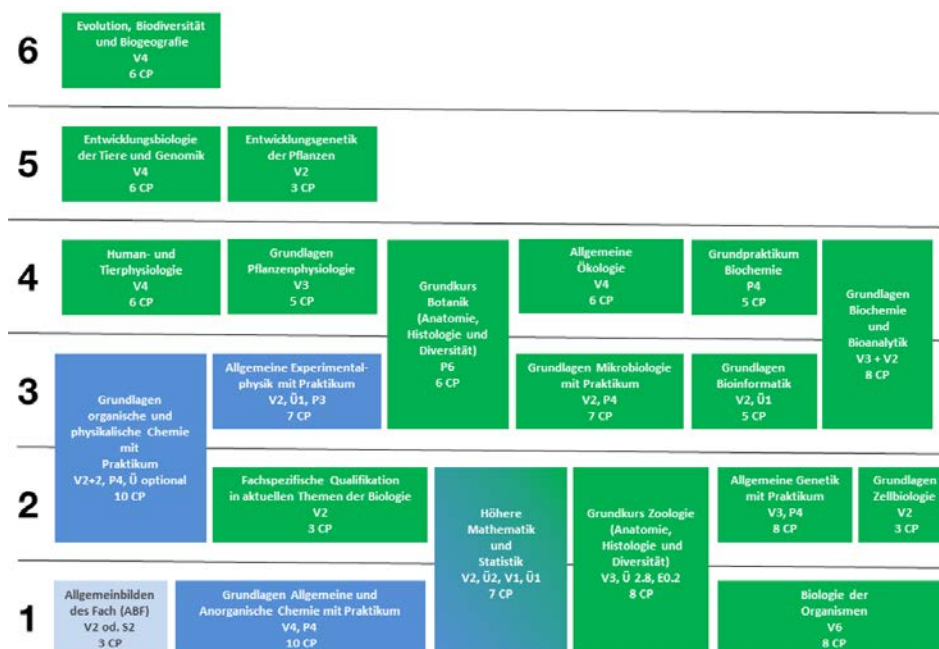 6
Evolution, Biodiversität
und Biogeografie
V4
6 CP
5
Entwicklungsbiologie
der Tiere und Genomik
V4
6 CP
Entwicklungsgenetik
der Pflanzen
V2
3 CP
4
Human- und
Tierphysiologie
V4
6 CP
Grundlagen
Pflanzenphysiologie
V3
5 CP
Grundkurs
Botanik
(Anatomie,
Histologie und
Diversität)
P6
6 CP
Allgemeine
Ökologie
V4
6 CP
Grundpraktikum
Biochemie
P4
5 CP
Grundlagen
Biochemie
und
Bioanalytik
V3 + V2
8 CP
3
Grundlagen
organische und
physikalische Chemie
mit
Praktikum
V2+2, P4, Ü optional
10 CP
Allgemeine Experimental-
physik mit Praktikum
V2, Ü1, P3
7 CP
Grundlagen Mikrobiologie
mit Praktikum
V2, P4
7 CP
Grundlagen
Bioinformatik
V2, Ü1
5 CP
2
Fachspezifische Qualifikation
in aktuellen Themen der Biologie
V2
3 CP
Höhere
Mathematik
und
Statistik
V2, Ü2, V1, Ü1
7 CP
Grundkurs Zoologie
(Anatomie,
Histologie und
Diversität)
V3, Ü 2.8, E0.2
8 CP
Allgemeine Genetik
mit Praktikum
V3, P4
8 CP
Grundlagen
Zellbiologie
V2
3 CP
1
Allgemeinbilden
des Fach (ABF)
V2 od. S2
3 CP
Grundlagen Allgemeine und
Anorganische Chemie mit Praktikum
V4, P4
10 CP
Biologie der
Organismen
V6
8 CP